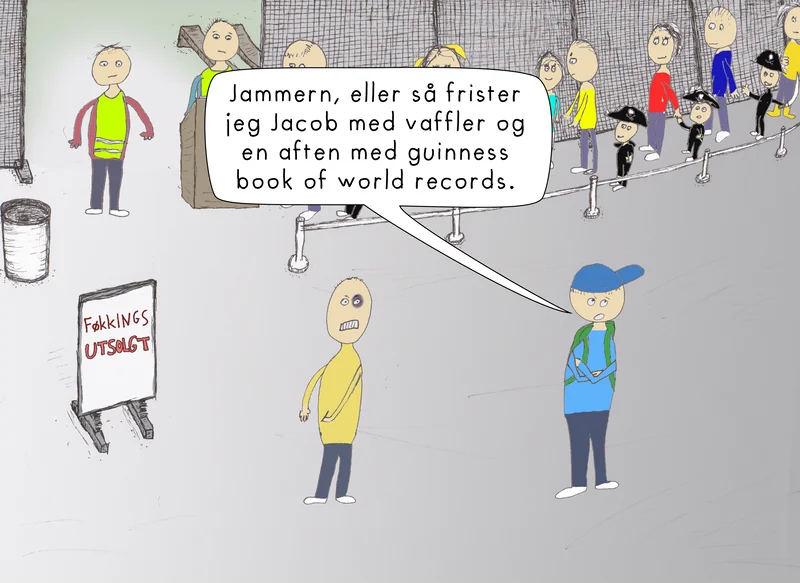 Jammern, eller så frister
jeg Jacob med vaffler og
en aften med guinness
book of world records.
FøkkINGS
UTSOLGT